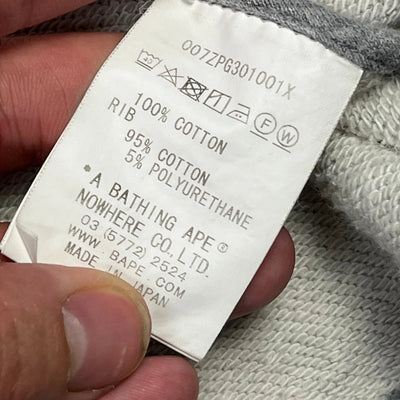 007ZPG301001X
40
F W
100% COTTON
RIB
95% COTTON
5% POLYURETHANE
A BATHING APE®
NOWHERE CO., LTD.
03 (5772) 2524
WWW. BAPE. COM
MADE IN JAPAN